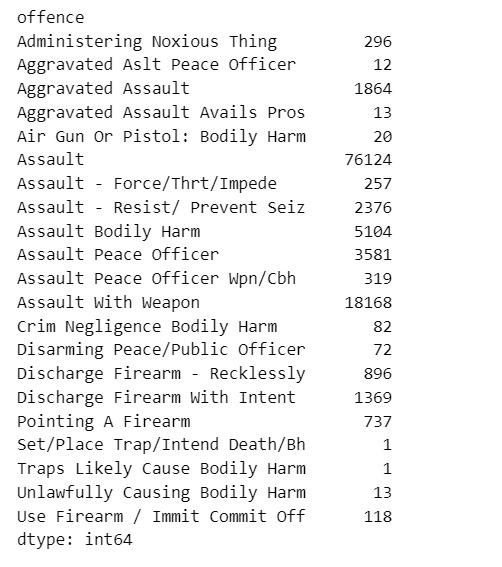 offence
Administering Noxious Thing 296
Aggravated Aslt Peace Officer 12
Aggravated Assault 1864
Aggravated Assault Avails Pros 13
Air Gun Or Pistol: Bodily Harm 20
Assault 76124
Assault - Force/Thrt/Impede 257
Assault - Resist/ Prevent Seiz 2376
Assault Bodily Harm 5104
Assault Peace Officer 3581
Assault Peace Officer Wpn/Cbh 319
Assault With Weapon 18168
Crim Negligence Bodily Harm 82
Disarming Peace/Public Officer 72
Discharge Firearm - Recklessly 896
Discharge Firearm With Intent 1369
Pointing A Firearm 737
Set/Place Trap/Intend Death/Bh 1
Traps Likely Cause Bodily Harm 1
Unlawfully Causing Bodily Harm 13
Use Firearm / Immit Commit Off 118
dtype: int64